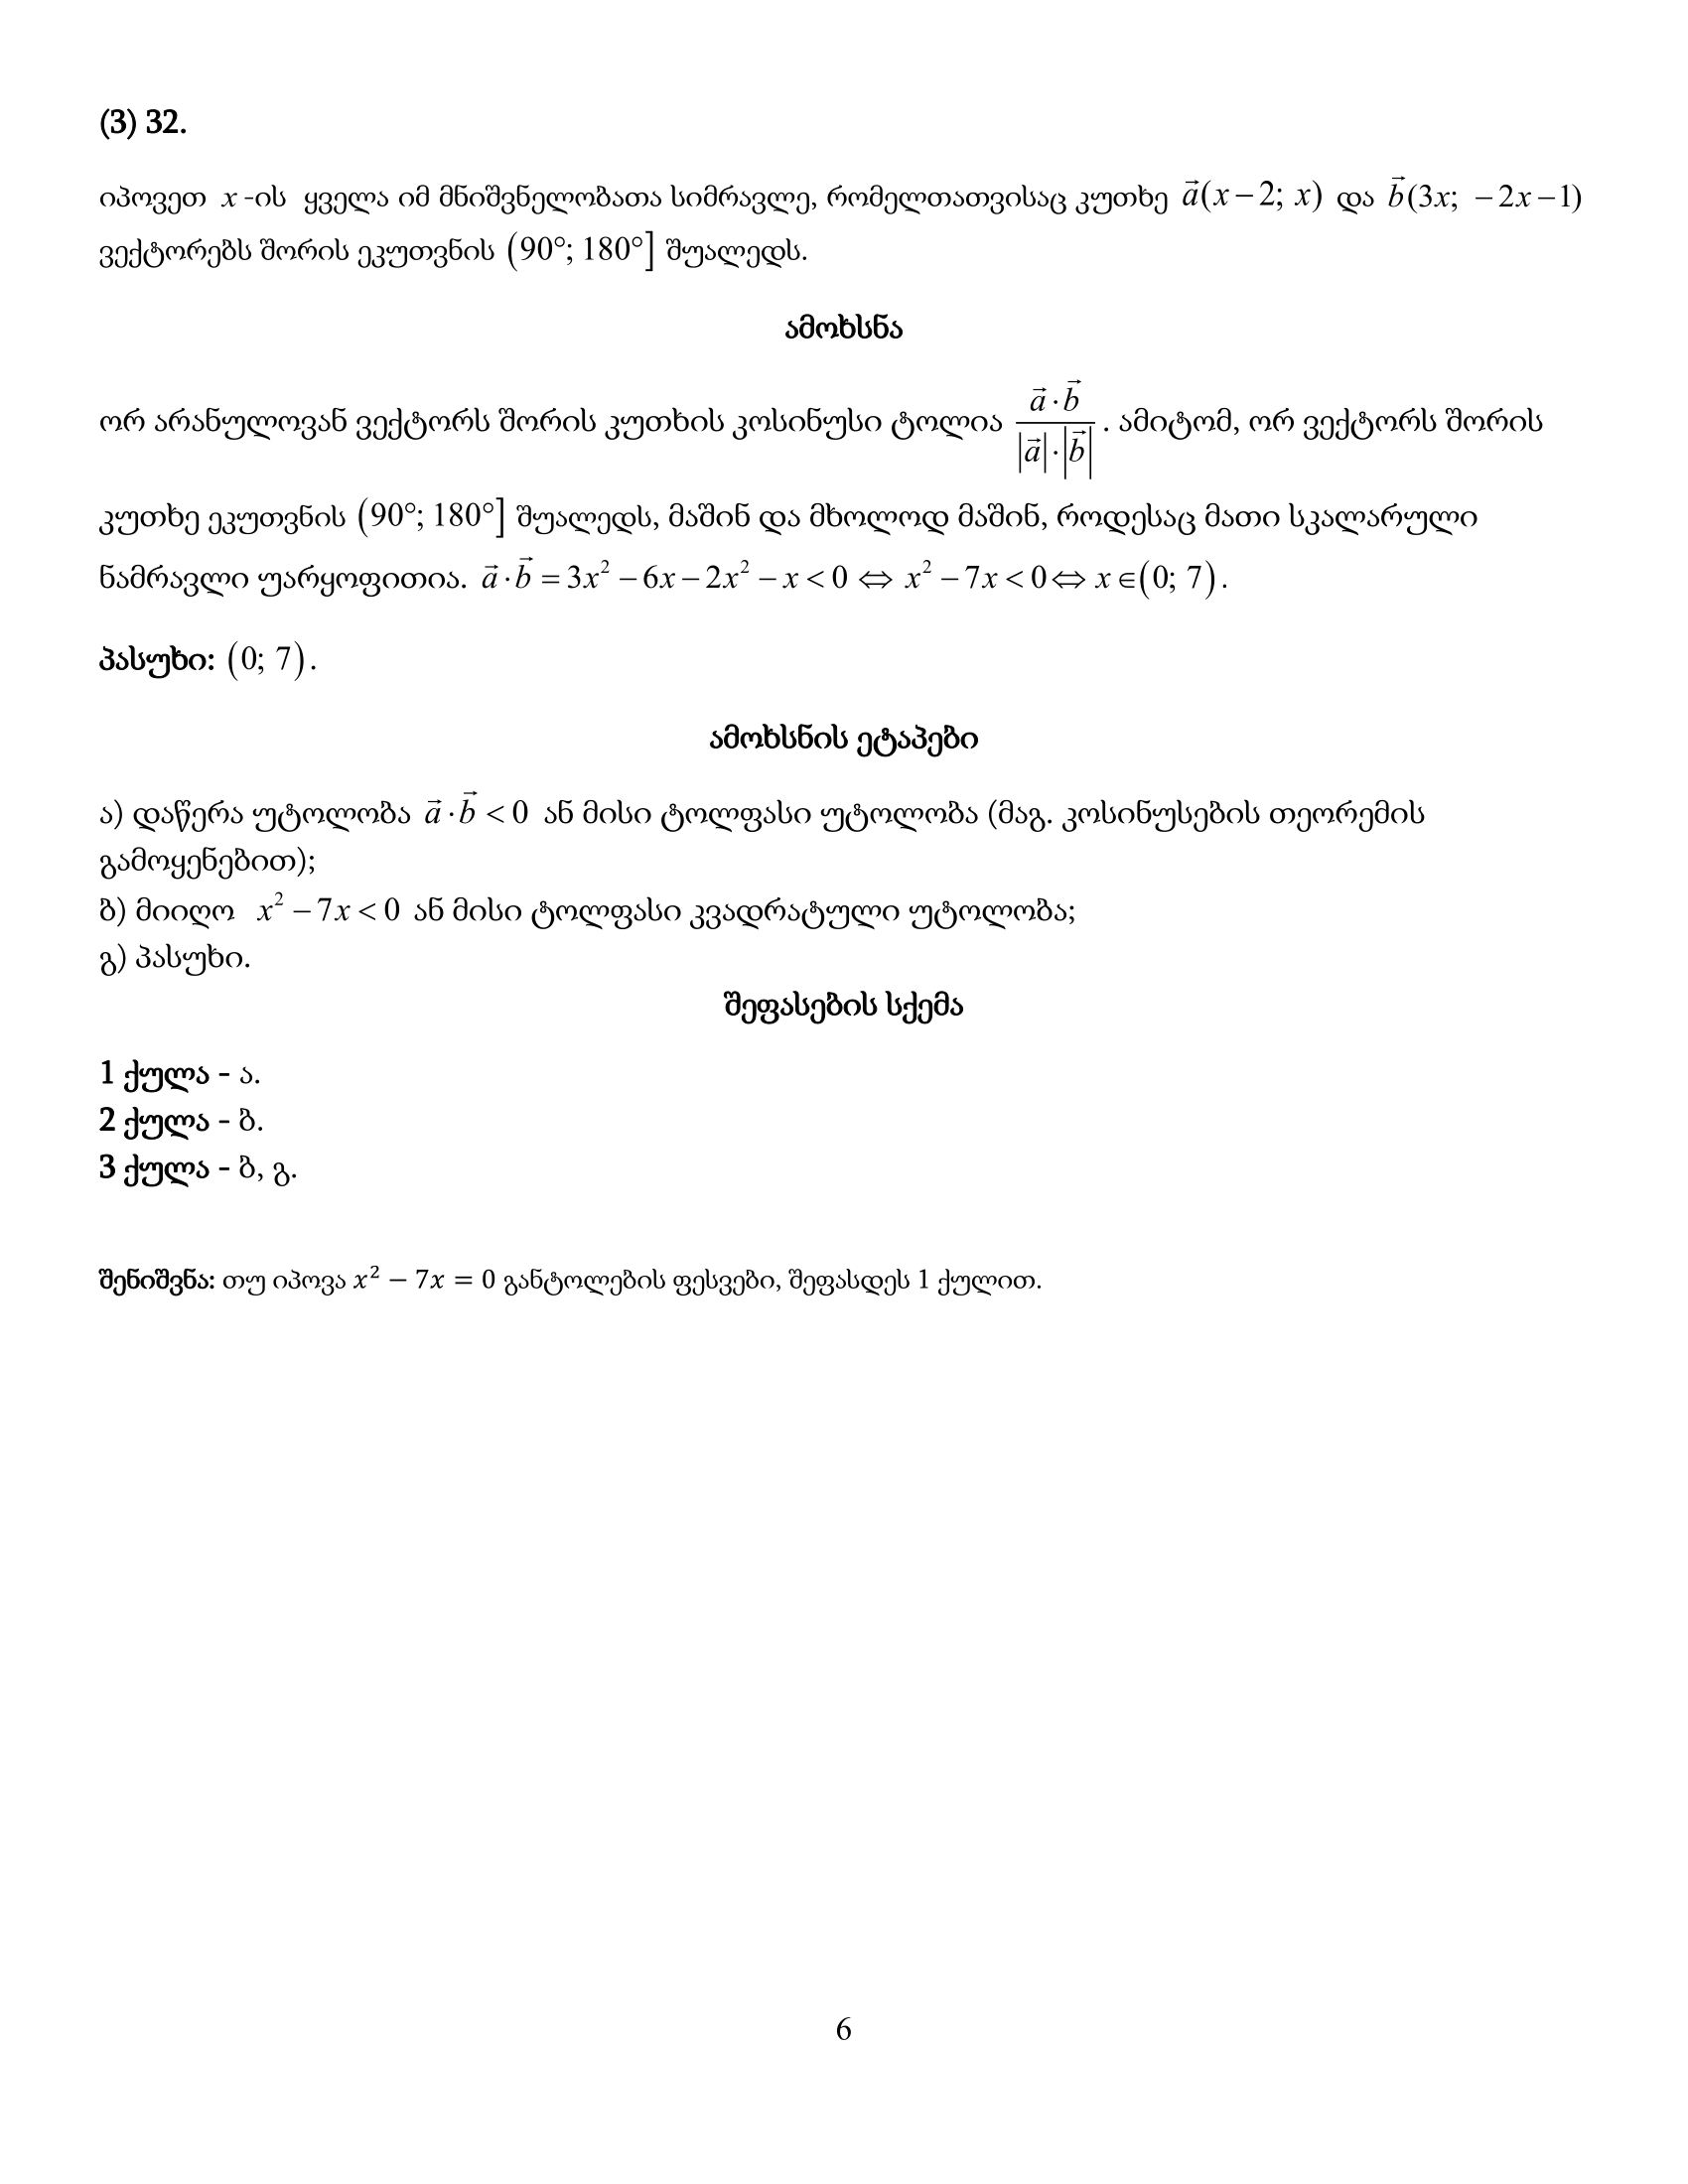 (3) 32.
იპოვეთ x -ის ყველა იმ მნიშვნელობათა სიმრავლე, რომელთათვისაც კუთხე $\vec{a}(x-2; x)$ და $\vec{b}(3x; -2x-1)$
ვექტორებს შორის ეკუთვნის $(90°; 180°]$ შუალედს.
ამოხსნა
ორ არანულოვან ვექტორს შორის კუთხის კოსინუსი ტოლია $\frac{\vec{a}\cdot\vec{b}}{|\vec{a}|\cdot|\vec{b}|}$. ამიტომ, ორ ვექტორს შორის
კუთხე ეკუთვნის $(90°; 180°]$ შუალედს, მაშინ და მხოლოდ მაშინ, როდესაც მათი სკალარული
ნამრავლი უარყოფითია. $\vec{a}\cdot\vec{b} = 3x^2-6x-2x^2-x<0 \Leftrightarrow x^2-7x<0 \Leftrightarrow x\in(0; 7)$.
პასუხი: (0; 7).
ამოხსნის ეტაპები
ა) დაწერა უტოლობა $\vec{a}\cdot\vec{b}<0$ ან მისი ტოლფასი უტოლობა (მაგ. კოსინუსების თეორემის
გამოყენებით);
ბ) მიიღო $x^2-7x<0$ ან მისი ტოლფასი კვადრატული უტოლობა;
გ) პასუხი.
შეფასების სქემა
1 ქულა - ა.
2 ქულა - ბ.
3 ქულა - ბ, გ.
შენიშვნა: თუ იპოვა $x^2 - 7x = 0$ განტოლების ფესვები, შეფასდეს 1 ქულით.
6